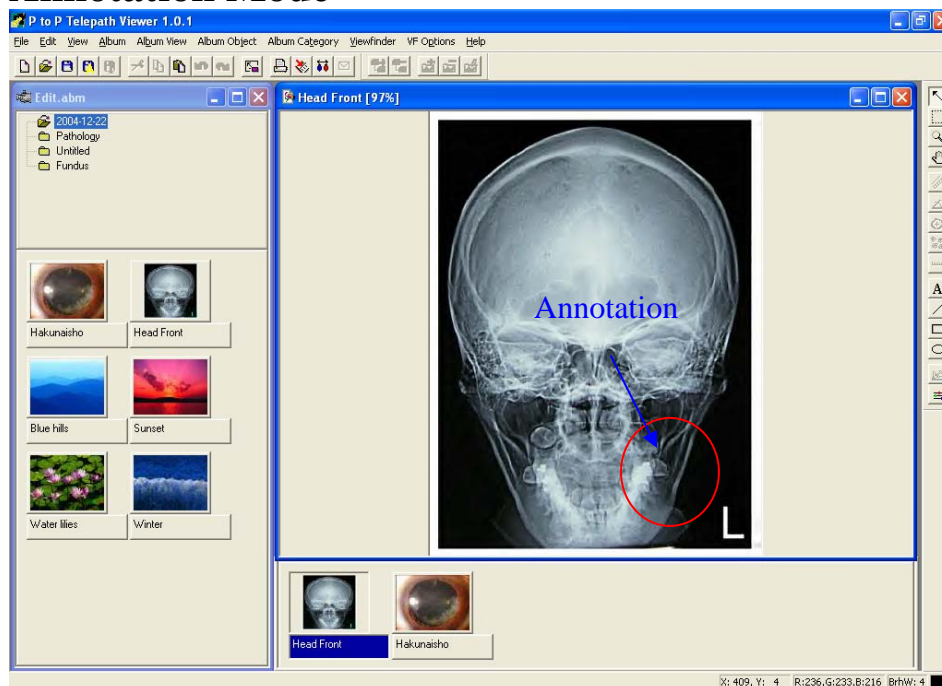 P to P Telepath Viewer 1.0.1
File Edit View Album Album View Album Object Album Category Viewfinder VF Options Help
Edit.abm
2004-12-22
Pathology
Untitled
Fundus
Hakunaisho
Head Front
Blue hills
Sunset
Water lilies
Winter
Head Front [97%]
Annotation
L
Head Front
Hakunaisho
A
X: 409, Y: 4 R:236,G:233,B:216 BrhW: 4